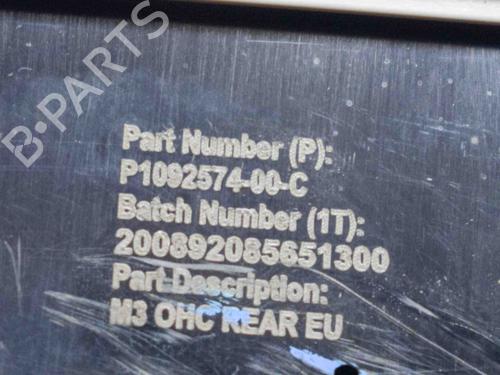 B-PARTS
Part Number (P):
P1092574-00-C
Batch Number (1T):
200892085651300
Part Description:
M3 OHC REAR EU